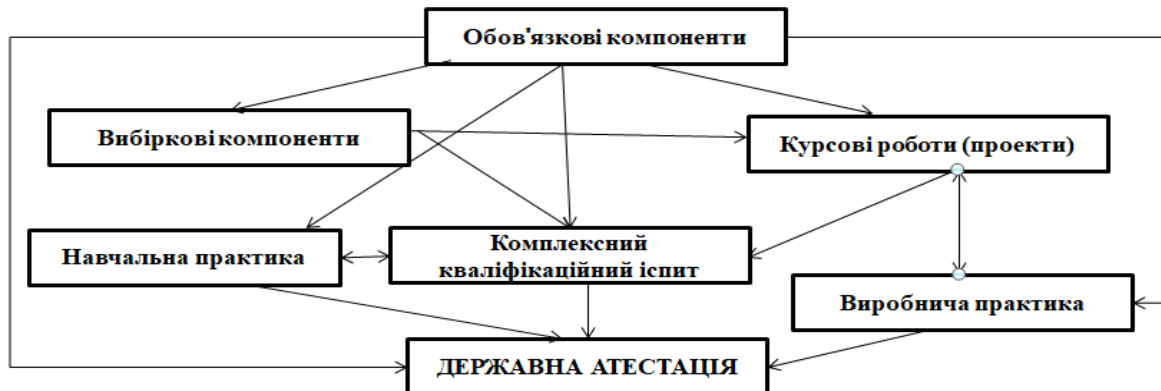 Обов'язкові компоненти
Вибіркові компоненти
Курсові роботи (проекти)
Навчальна практика
Комплексний
кваліфікаційний іспит
Виробнича практика
ДЕРЖАВНА АТЕСТАЦІЯ